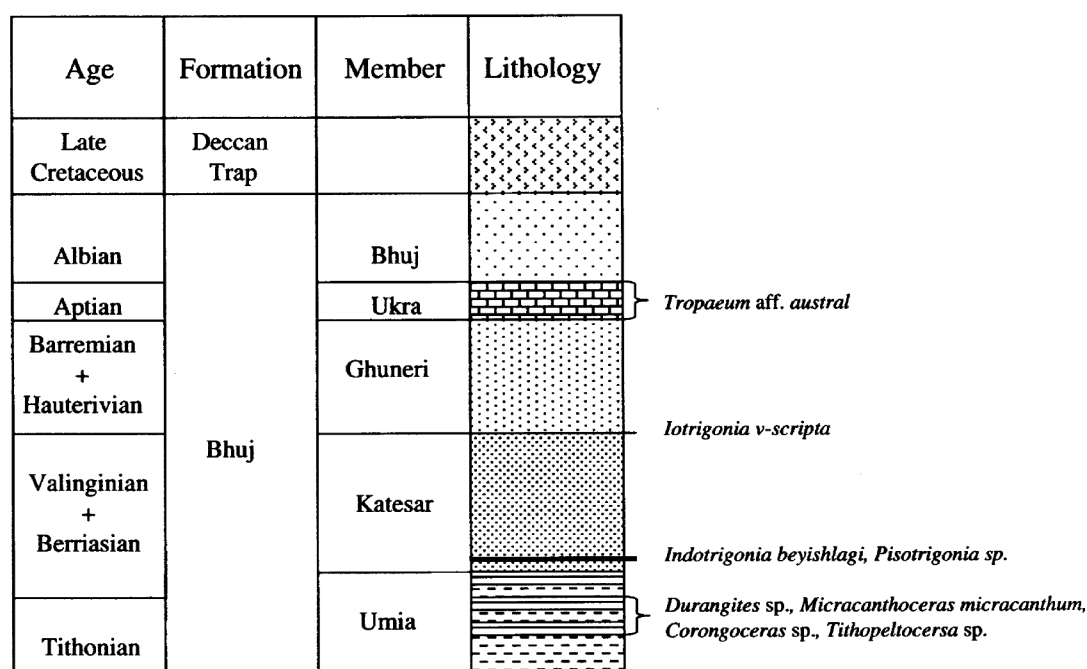 Age Formation Member Lithology
Late Cretaceous Deccan Trap
Albian Bhuj
Aptian Ukra Tropaeum aff. austral
Barremian + Hauterivian Ghuneri
Iotrigonia v-scripta
Bhuj
Valinginian + Berriasian Katesar
Indotrigonia beyishlagi, Pisotrigonia sp.
Umia Durangites sp., Micracanthoceras micracanthum,
Corongoceras sp., Tithopeltocersa sp.
Tithonian